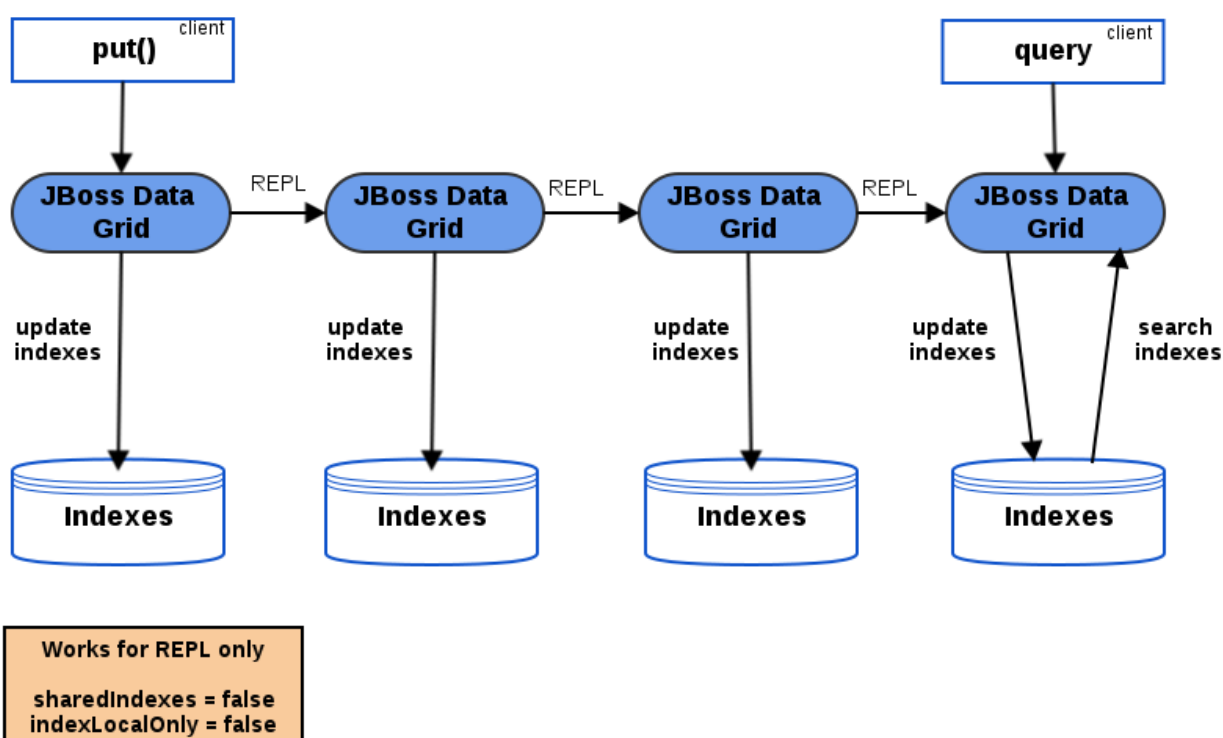 client
put()
client
query
JBoss Data
Grid
REPL
JBoss Data
Grid
REPL
JBoss Data
Grid
REPL
JBoss Data
Grid
update
indexes
update
indexes
update
indexes
update
indexes
search
indexes
Indexes
Indexes
Indexes
Indexes
Works for REPL only
sharedIndexes = false
indexLocalOnly = false